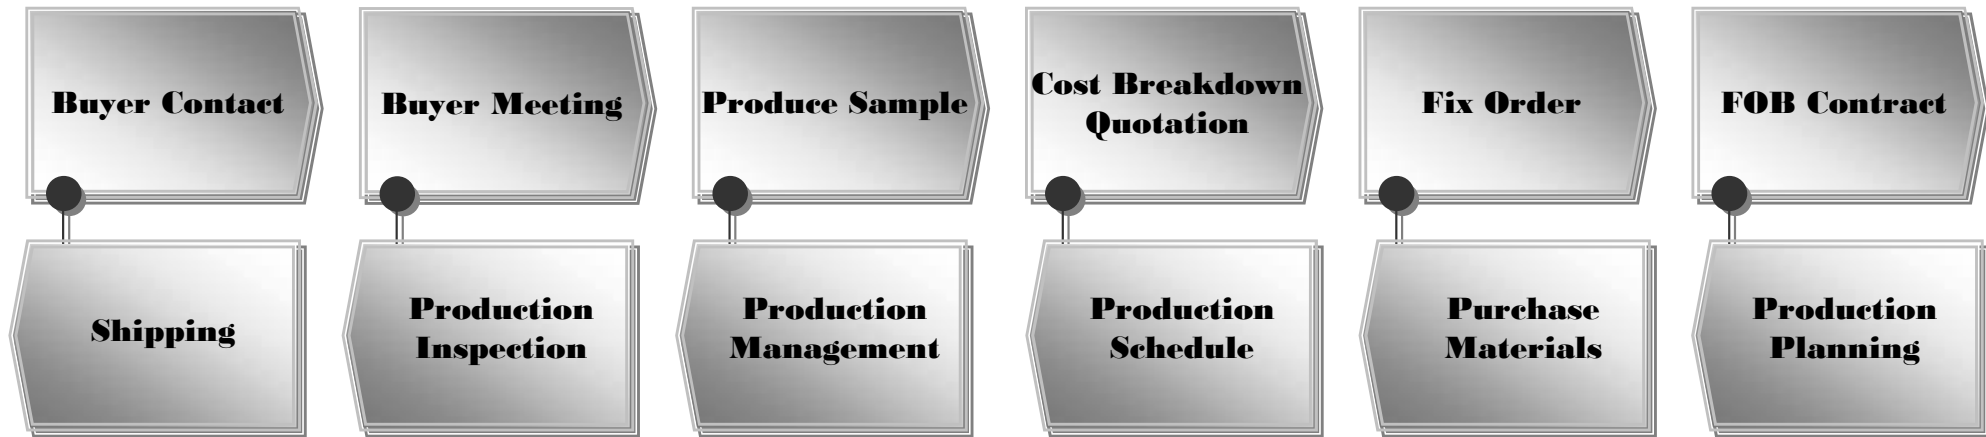 Buyer Contact
Buyer Meeting
Produce Sample
Cost Breakdown
Quotation
Fix Order
FOB Contract
Shipping
Production
Inspection
Production
Management
Production
Schedule
Purchase
Materials
Production
Planning